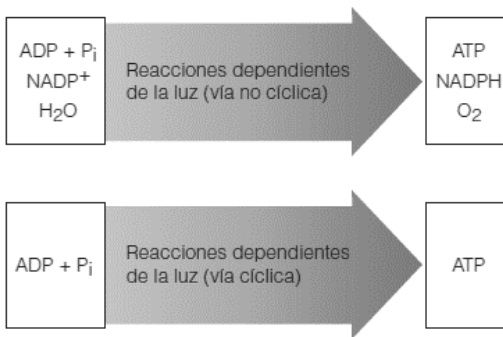 ADP + Pi
NADP+
H2O
Reacciones dependientes
de la luz (vía no cíclica)
ATP
NADPH
O2
ADP + Pi
Reacciones dependientes
de la luz (vía cíclica)
ATP